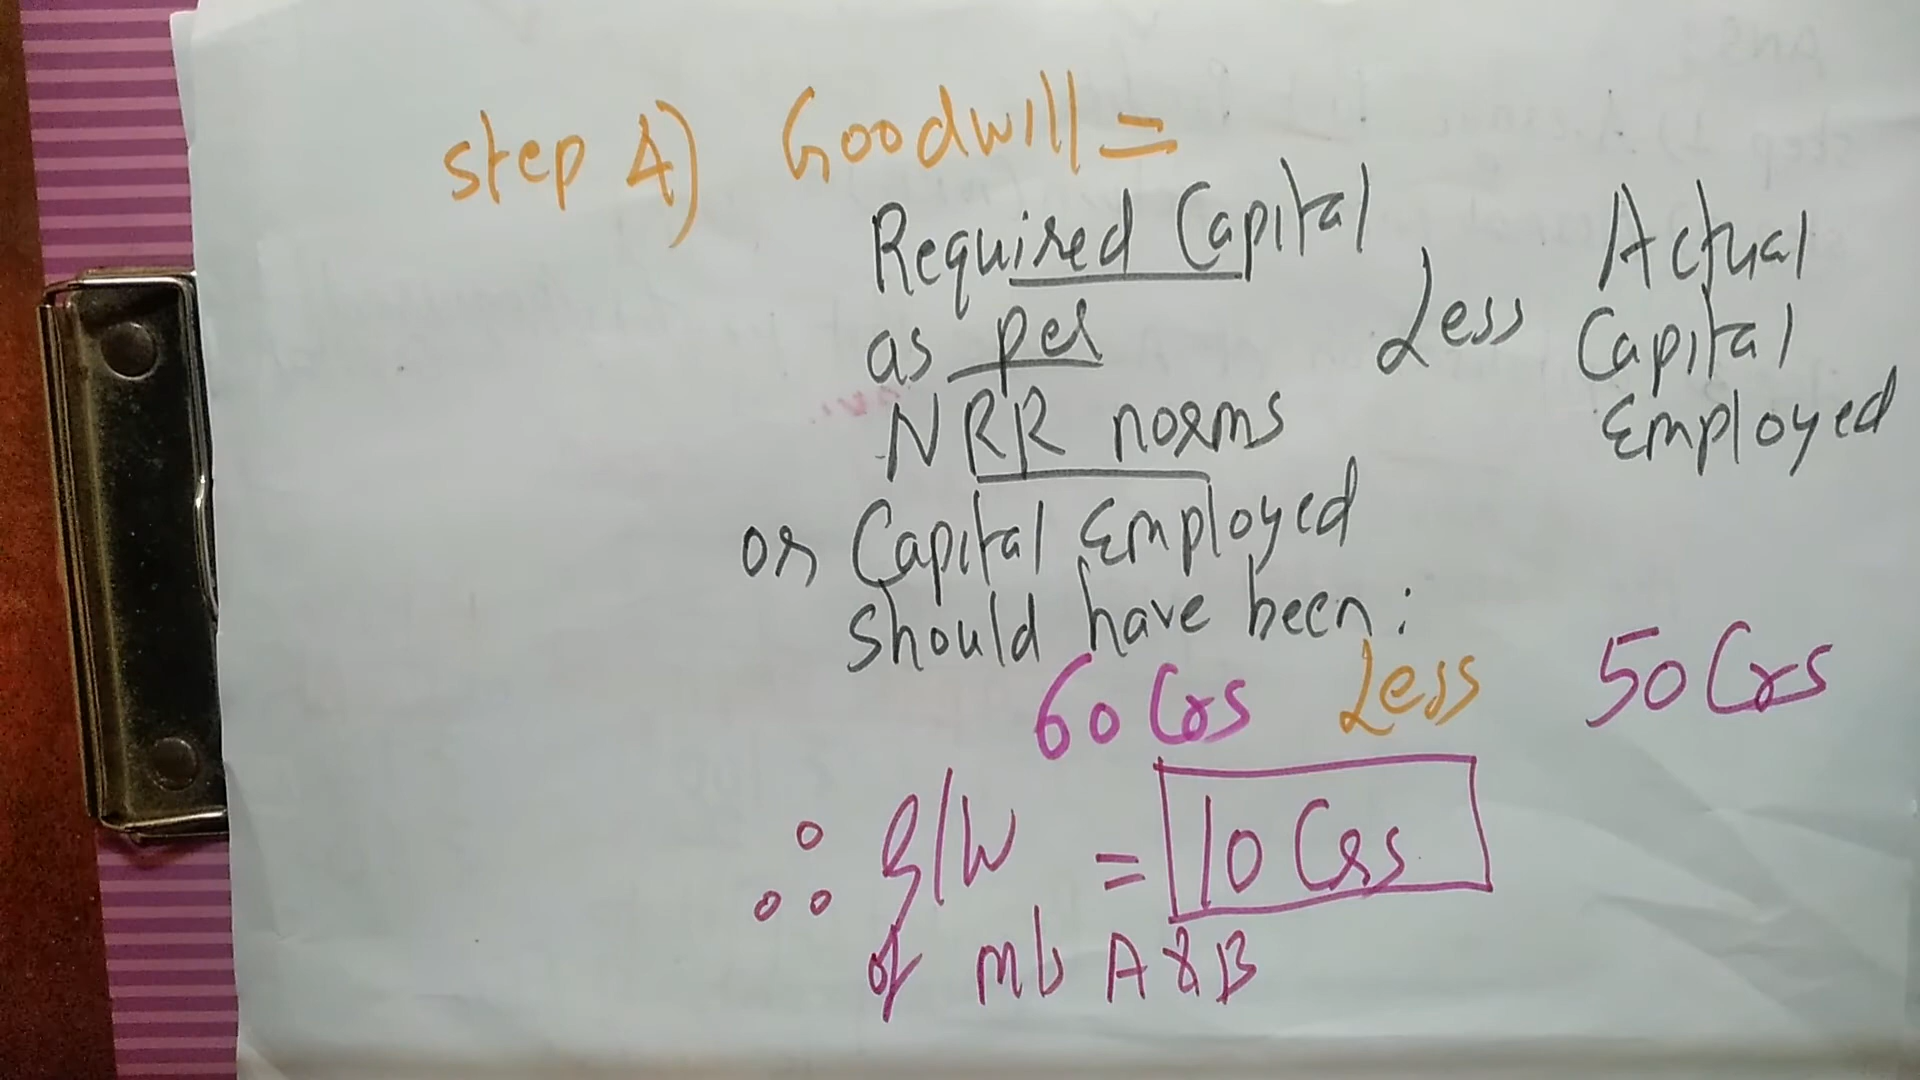 step 4) Goodwill =
Required Capital
as per
NRR norms
Less
Actual
Capital
Employed
or Capital Employed
should have been:
60 Crs Less 50 Crs
∴ G/W = 10 Crs
of m/s A & B